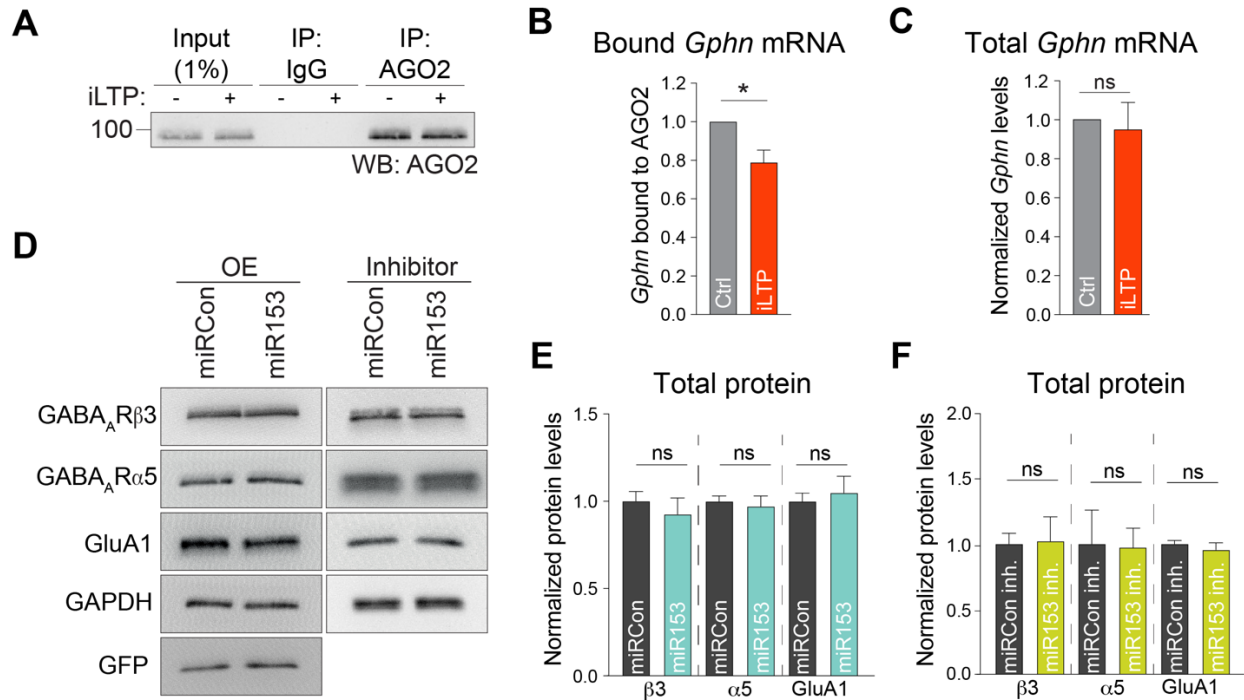 A
Input (1%)
IP: IgG
IP: AGO2
iLTP: - + - + - +
100
WB: AGO2
B
Bound Gphn mRNA
Gphn bound to AGO2
1.2
1.0
0.8
0.6
0.4
0.2
0.0
*
Ctrl
iLTP
C
Total Gphn mRNA
Normalized Gphn levels
1.2
1.0
0.8
0.6
0.4
0.2
0.0
ns
Ctrl
iLTP
D
OE
Inhibitor
miRCon
miR153
miRCon
miR153
GABAARβ3
GABAARα5
GluA1
GAPDH
GFP
E
Total protein
Normalized protein levels
1.5
1.0
0.5
0.0
ns
ns
ns
miRCon
miR153
miRCon
miR153
miRCon
miR153
β3
α5
GluA1
F
Total protein
Normalized protein levels
2.0
1.5
1.0
0.5
0.0
ns
ns
ns
miRCon inh.
miR153 inh.
miRCon inh.
miR153 inh.
miRCon inh.
miR153 inh.
β3
α5
GluA1